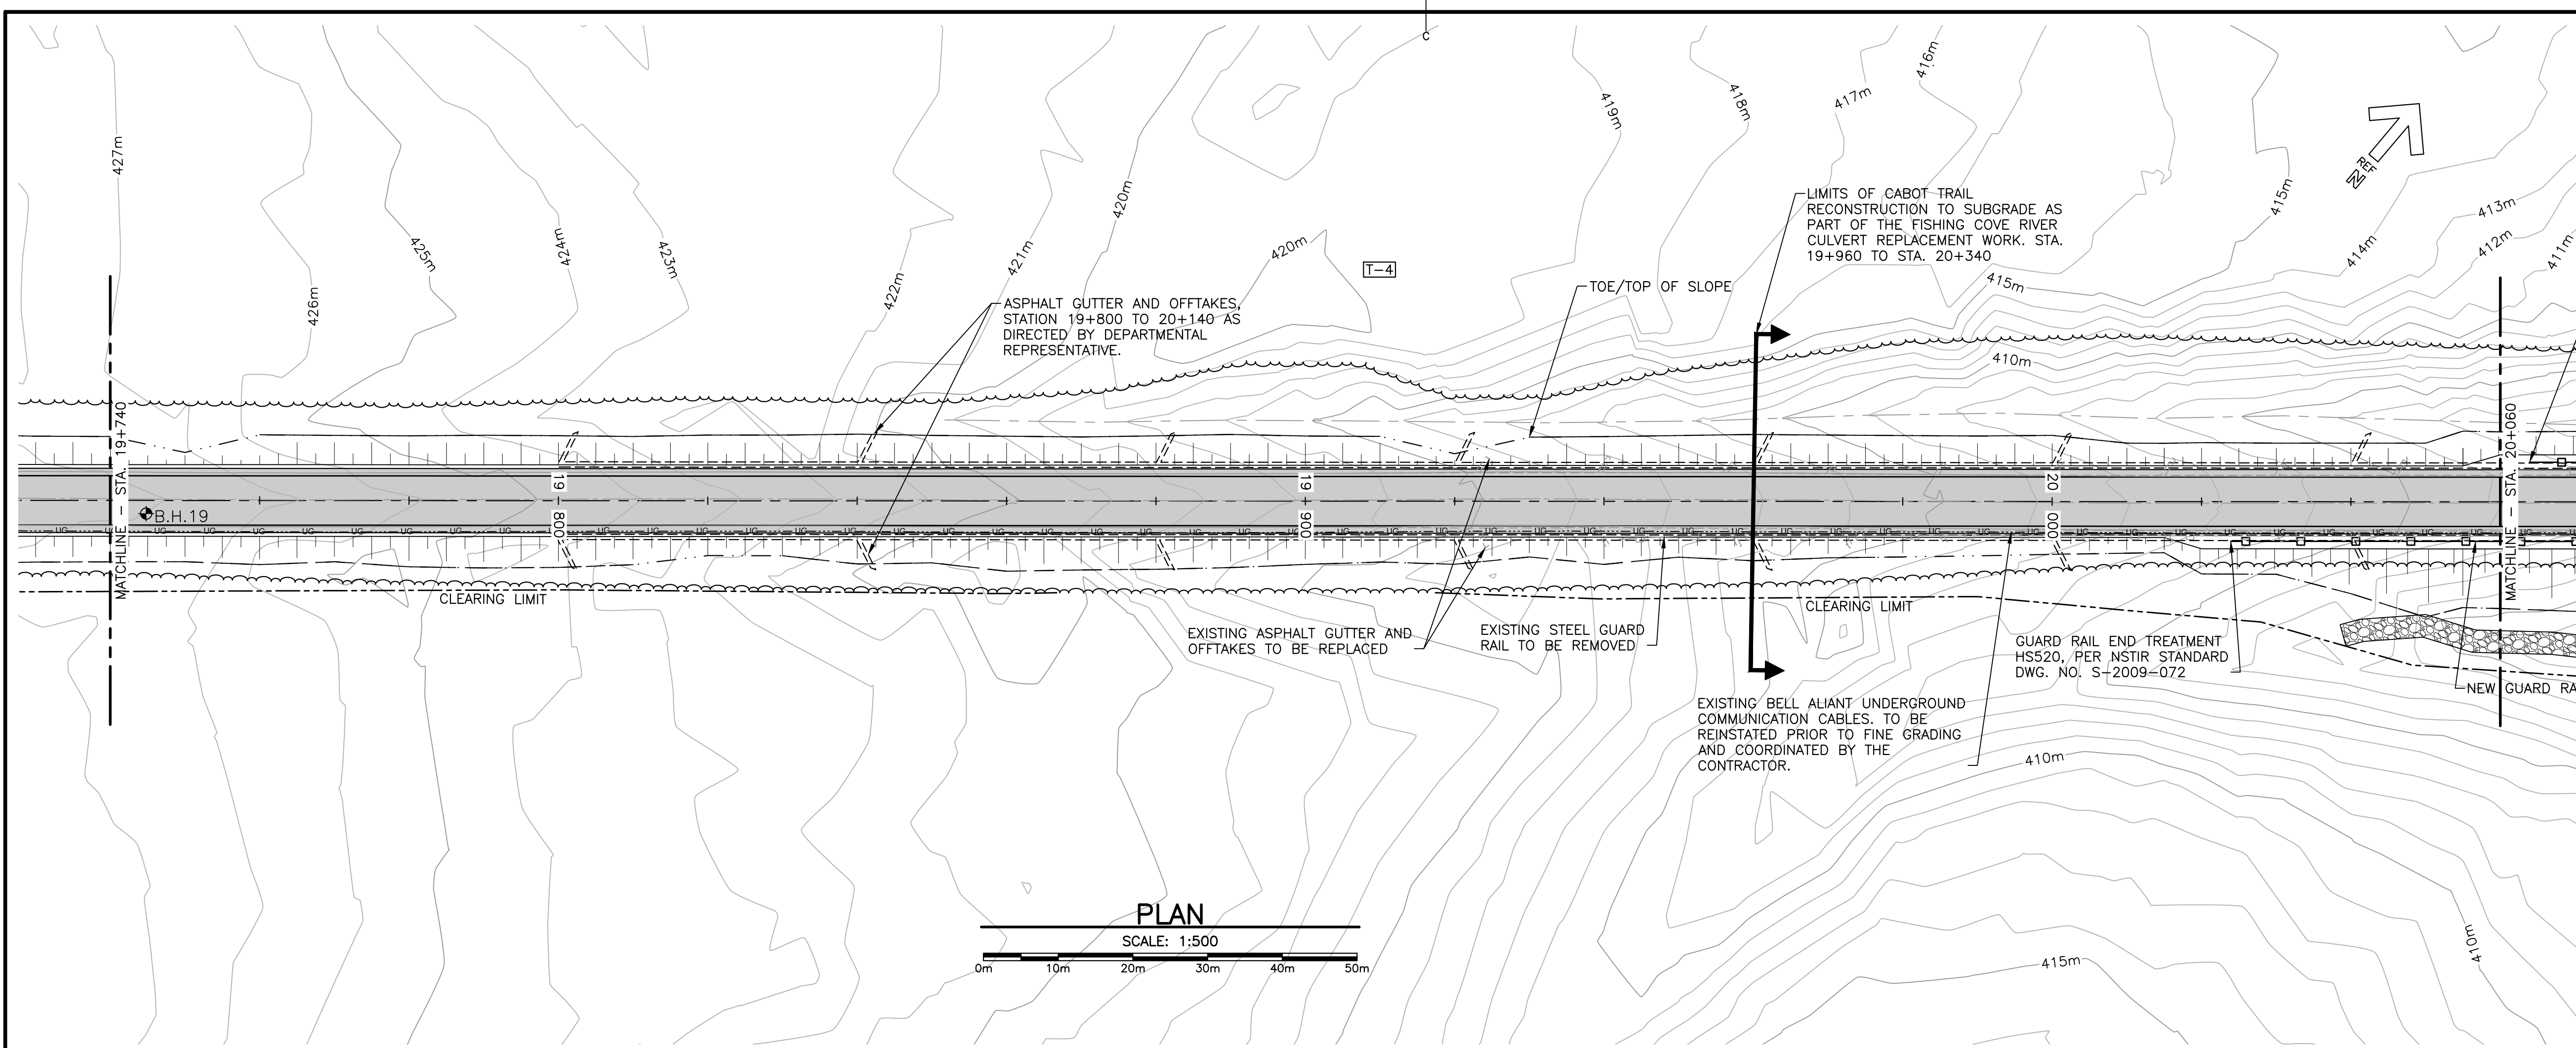 C
427m
426m
425m
424m
423m
422m
421m
420m
420m
419m
418m
417m
416m
415m
415m
414m
413m
412m
411m
410m
T-4
N
REF
LIMITS OF CABOT TRAIL
RECONSTRUCTION TO SUBGRADE AS
PART OF THE FISHING COVE RIVER
CULVERT REPLACEMENT WORK. STA.
19+960 TO STA. 20+340
TOE/TOP OF SLOPE
ASPHALT GUTTER AND OFFTAKES,
STATION 19+800 TO 20+140 AS
DIRECTED BY DEPARTMENTAL
REPRESENTATIVE.
MATCHLINE - STA. 19+740
B.H.19
19
800
19
900
20
000
UG
MATCHLINE - STA. 20+060
CLEARING LIMIT
CLEARING LIMIT
EXISTING ASPHALT GUTTER AND
OFFTAKES TO BE REPLACED
EXISTING STEEL GUARD
RAIL TO BE REMOVED
GUARD RAIL END TREATMENT
HS520, PER NSTIR STANDARD
DWG. NO. S-2009-072
NEW GUARD
EXISTING BELL ALIANT UNDERGROUND
COMMUNICATION CABLES. TO BE
REINSTATED PRIOR TO FINE GRADING
AND COORDINATED BY THE
CONTRACTOR.
410m
410m
415m
PLAN
SCALE: 1:500
0m 10m 20m 30m 40m 50m